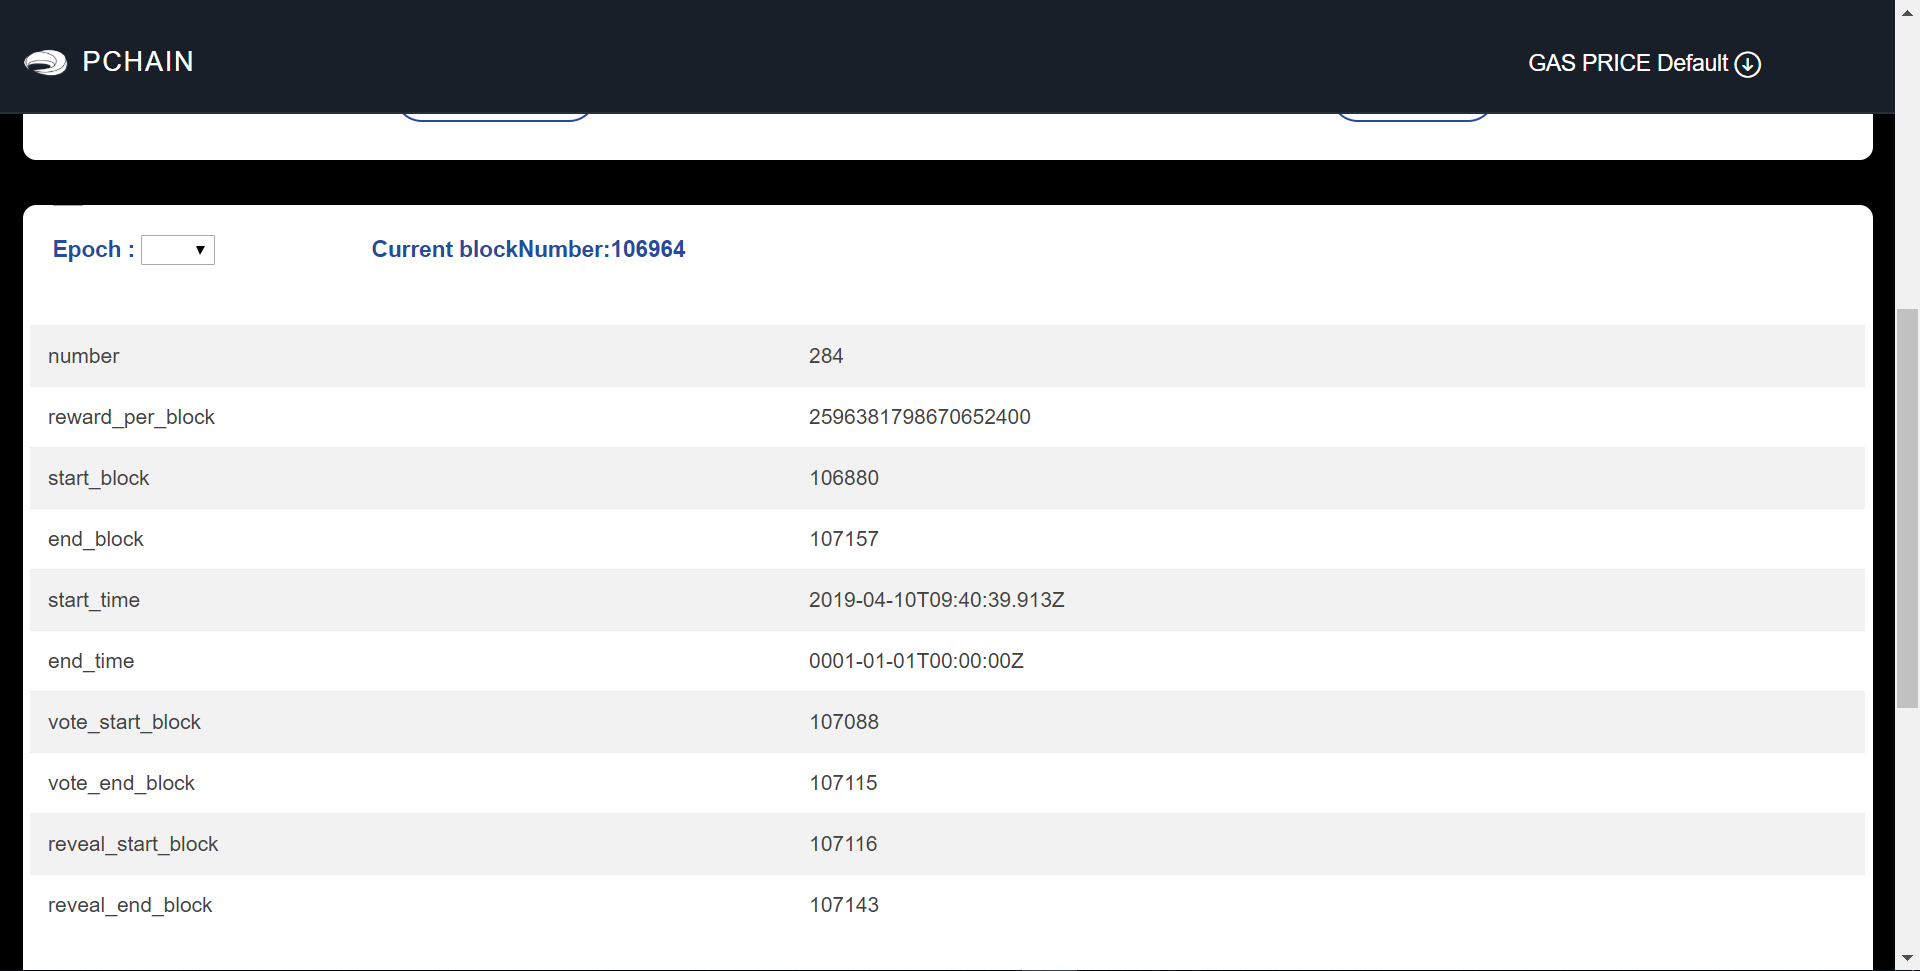 PCHAIN
GAS PRICE Default
Epoch :
Current blockNumber:106964
number 284
reward_per_block 2596381798670652400
start_block 106880
end_block 107157
start_time 2019-04-10T09:40:39.913Z
end_time 0001-01-01T00:00:00Z
vote_start_block 107088
vote_end_block 107115
reveal_start_block 107116
reveal_end_block 107143